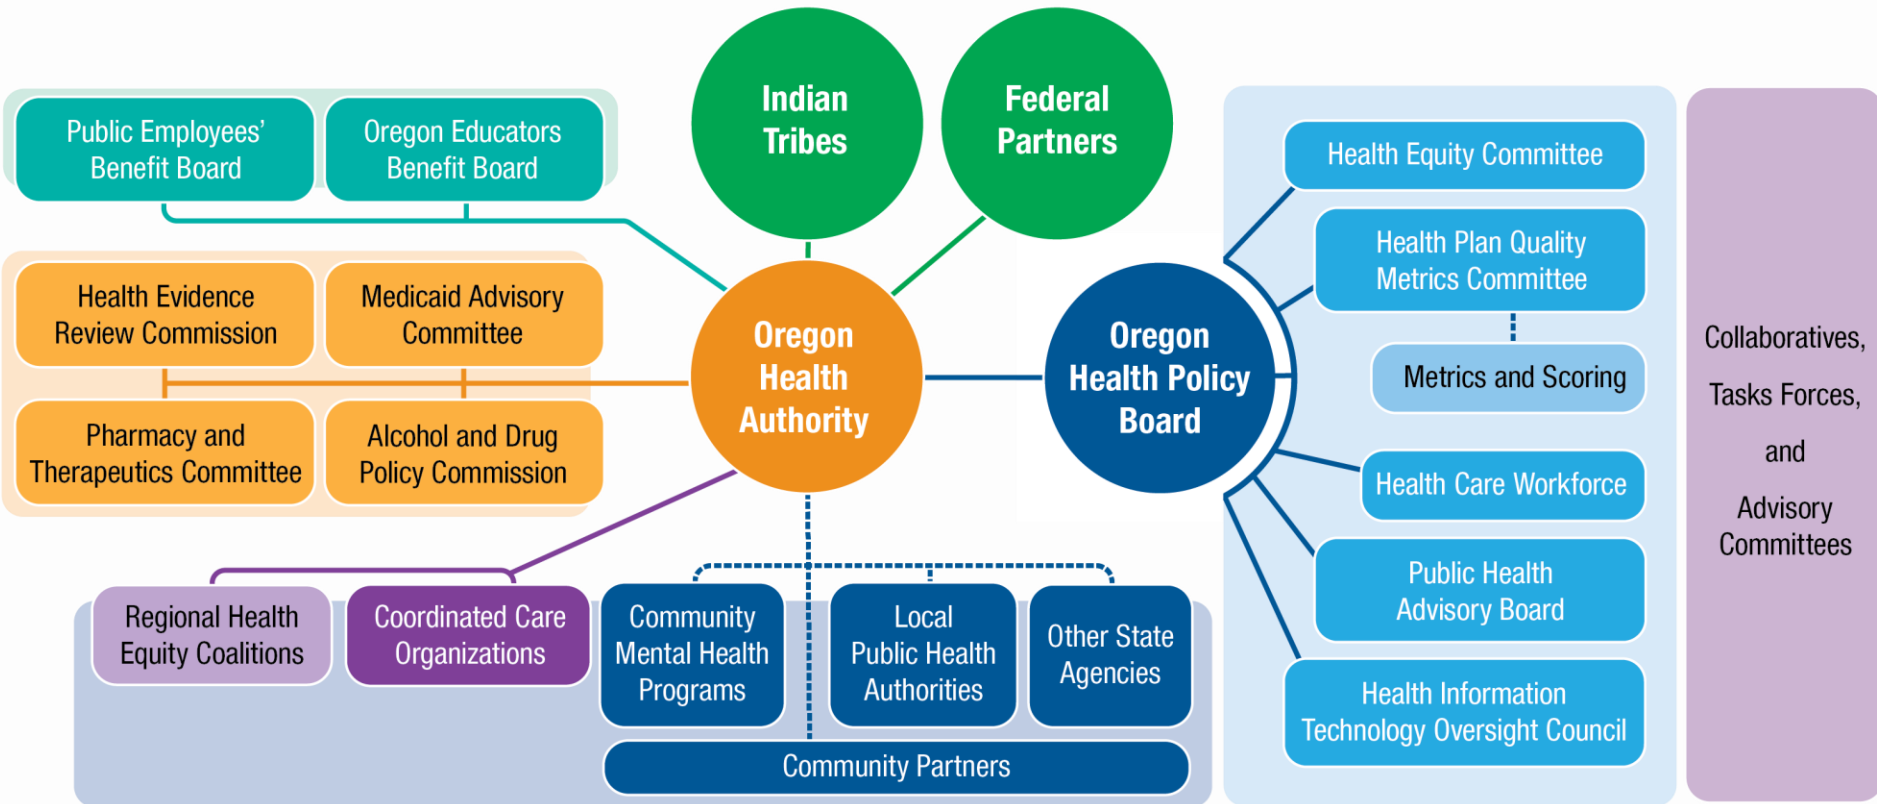 Indian
Tribes
Federal
Partners
Public Employees’
Benefit Board
Oregon Educators
Benefit Board
Health Evidence
Review Commission
Medicaid Advisory
Committee
Pharmacy and
Therapeutics Committee
Alcohol and Drug
Policy Commission
Oregon
Health
Authority
Oregon
Health Policy
Board
Health Equity Committee
Health Plan Quality
Metrics Committee
Metrics and Scoring
Health Care Workforce
Public Health
Advisory Board
Health Information
Technology Oversight Council
Collaboratives,
Tasks Forces,
and
Advisory
Committees
Regional Health
Equity Coalitions
Coordinated Care
Organizations
Community
Mental Health
Programs
Local
Public Health
Authorities
Other State
Agencies
Community Partners